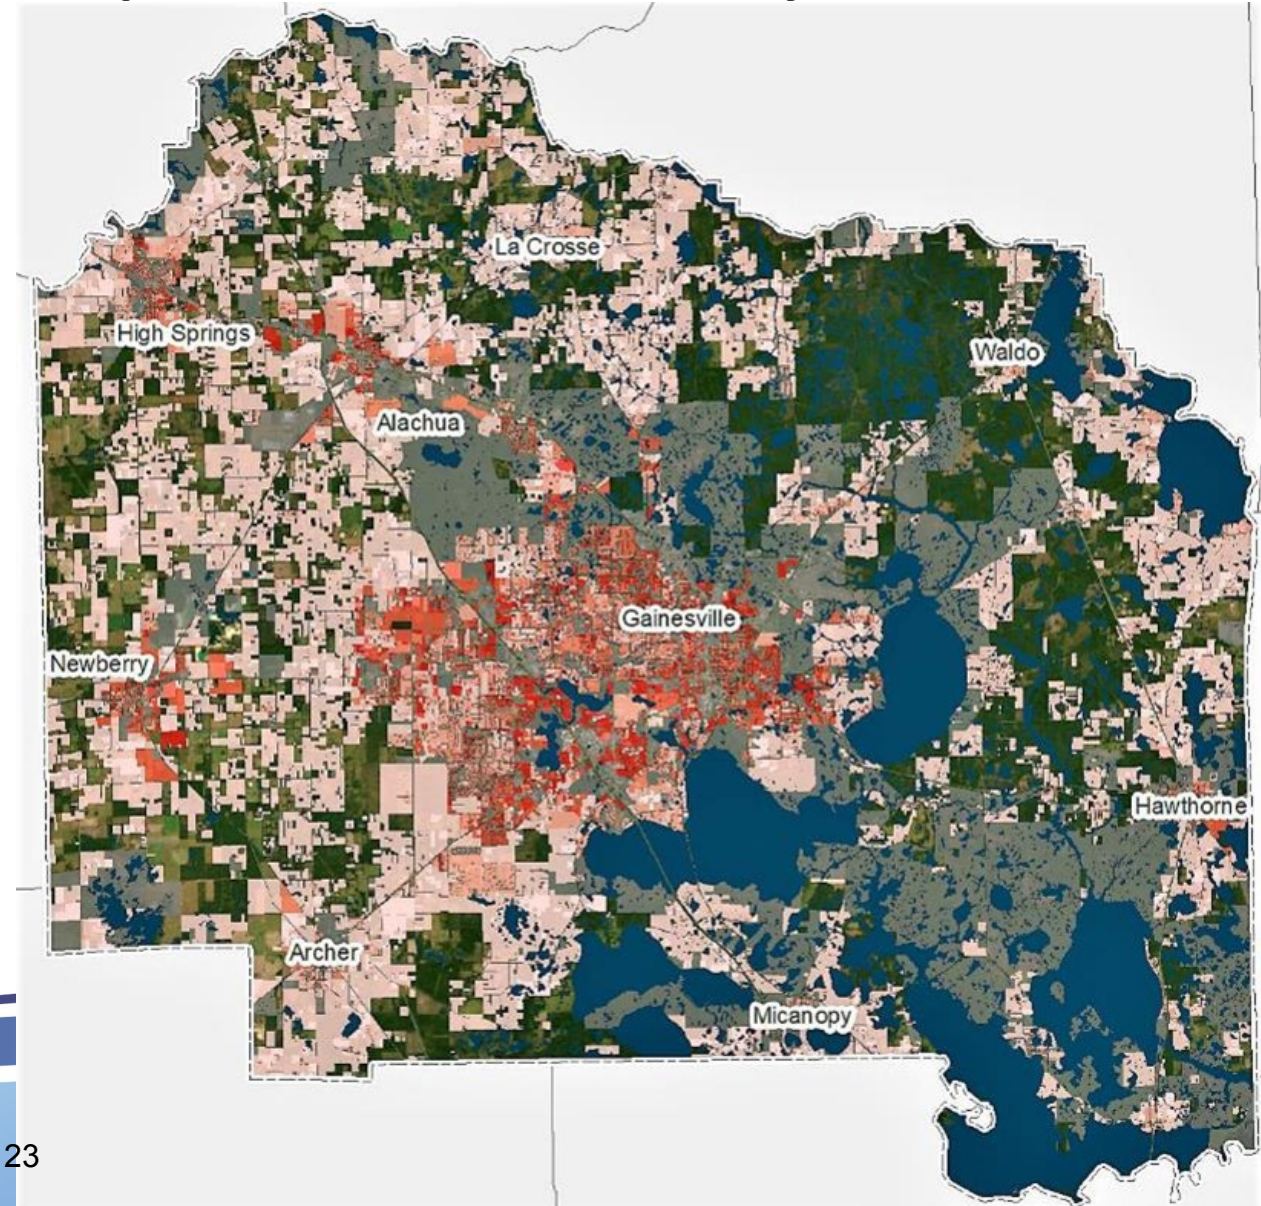 La Crosse
High Springs
Waldo
Alachua
Gainesville
Newberry
Hawthorne
Archer
Micanopy
23